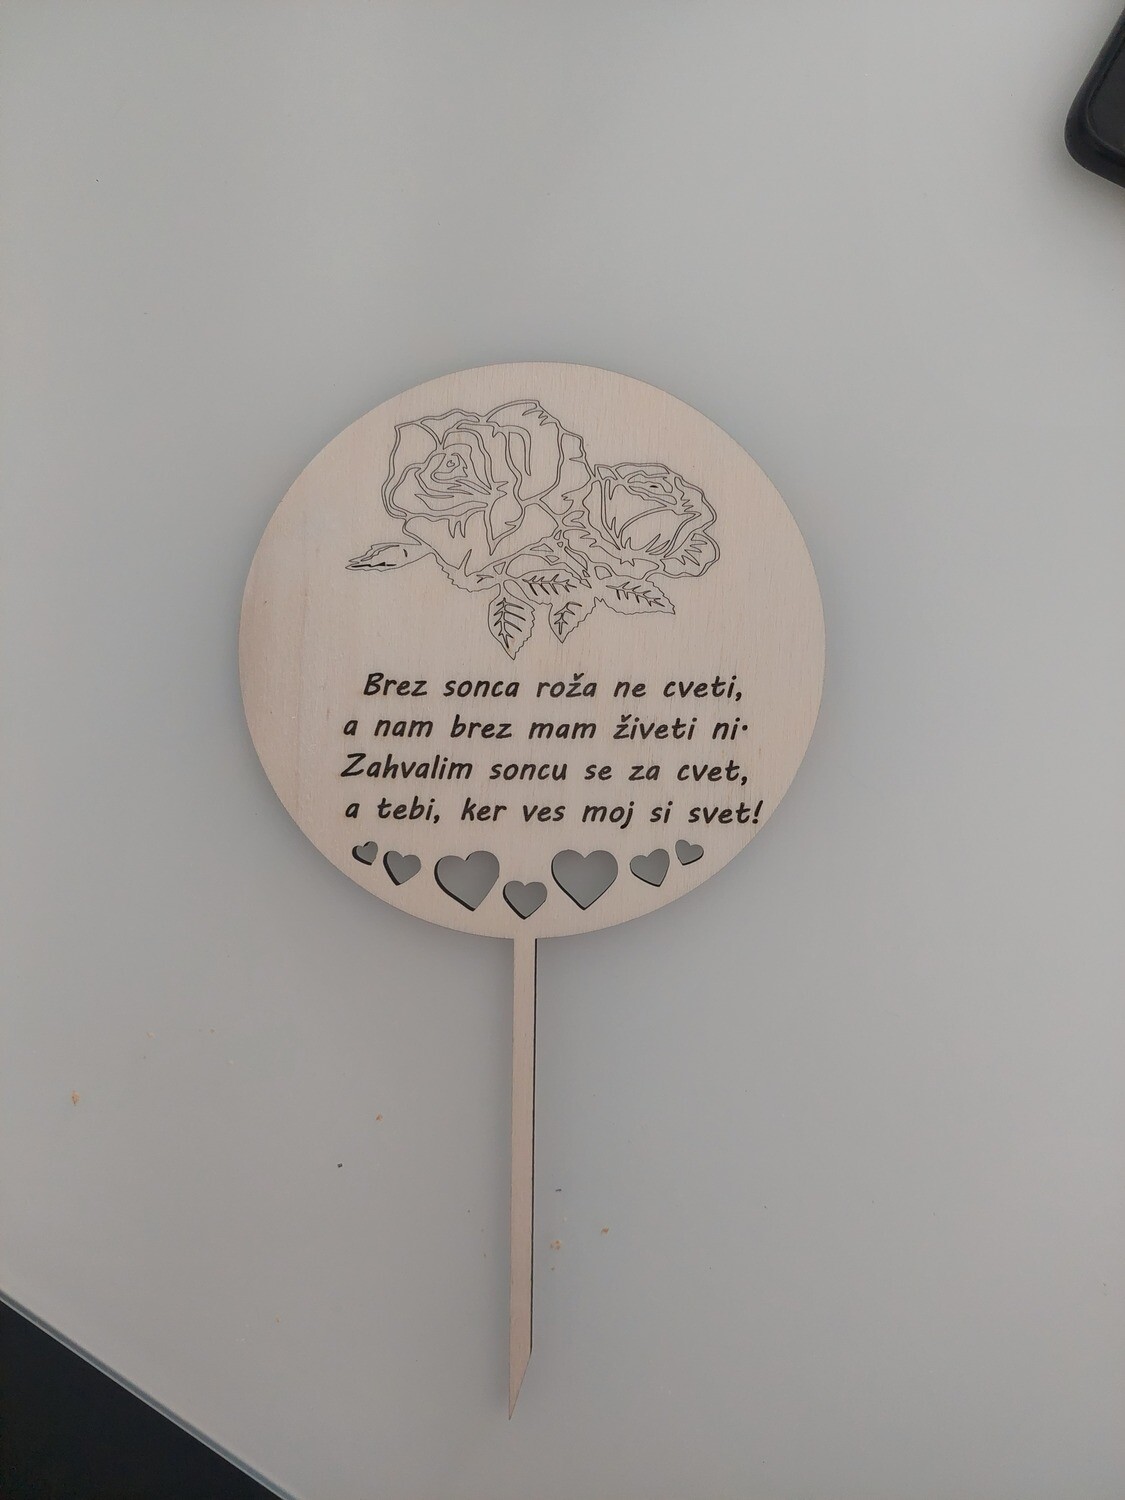 Brez sonca roža ne cveti,
a nam brez mam živeti ni.
Zahvalim soncu se za cvet,
a tebi, ker ves moj si svet!